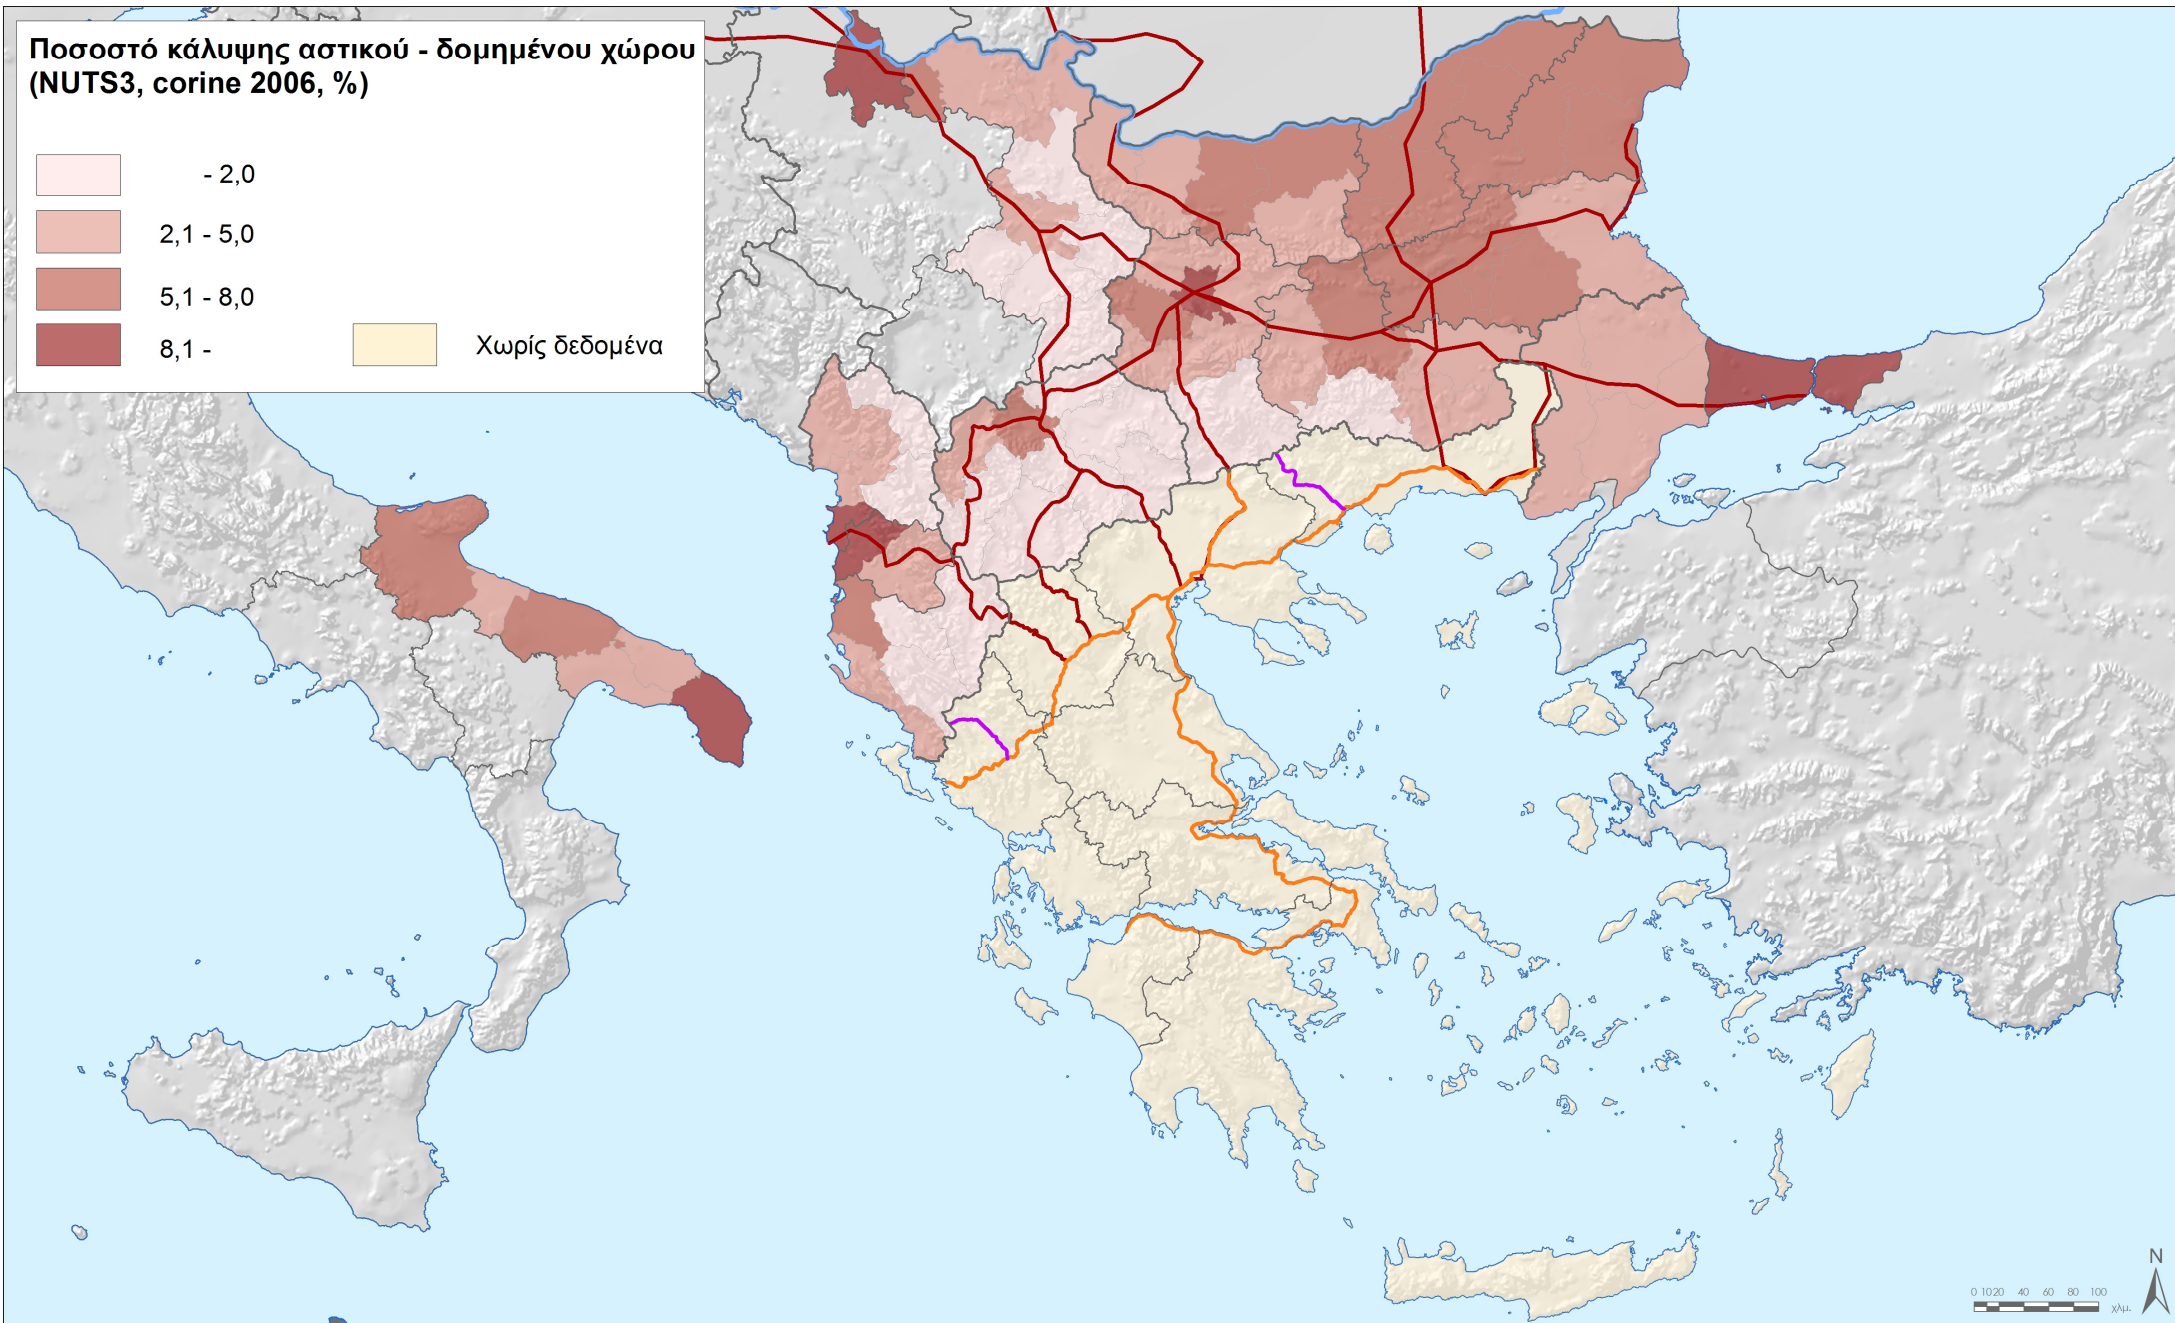 Ποσοστό κάλυψης αστικού - δομημένου χώρου
(NUTS3, corine 2006, %)
- 2,0
2,1 - 5,0
5,1 - 8,0
8,1 -
Χωρίς δεδομένα
N
0 10 20 40 60 80 100
χλμ.